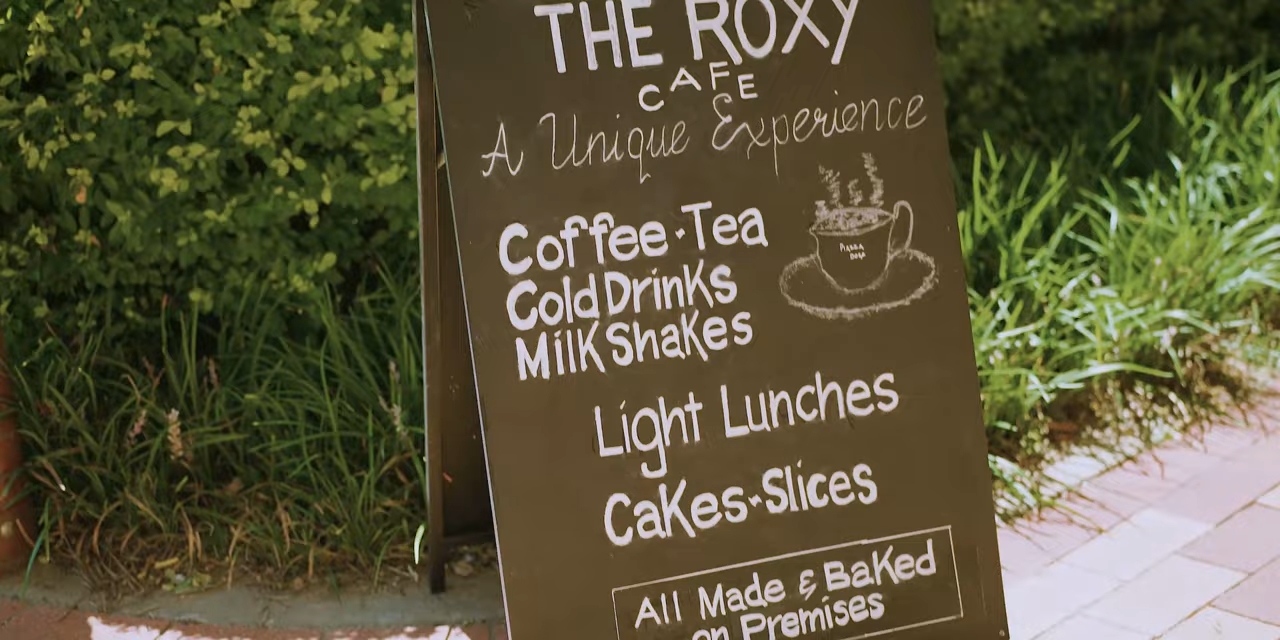 THE ROXY
CAFE
A Unique Experience
Coffee-Tea
Cold Drinks
MilK Shakes
Light Lunches
Cakes-Slices
All Made & Baked
on Premises